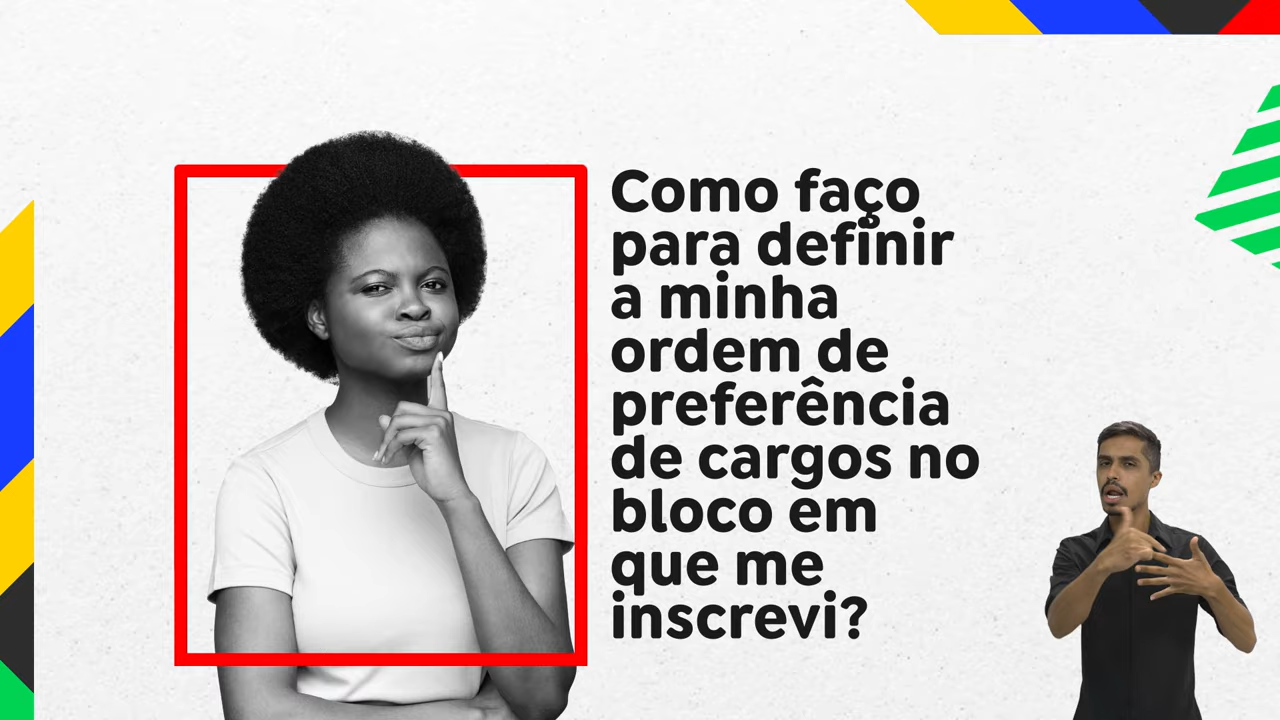 Como faço
para definir
a minha
ordem de
preferência
de cargos no
bloco em
que me
inscrevi?